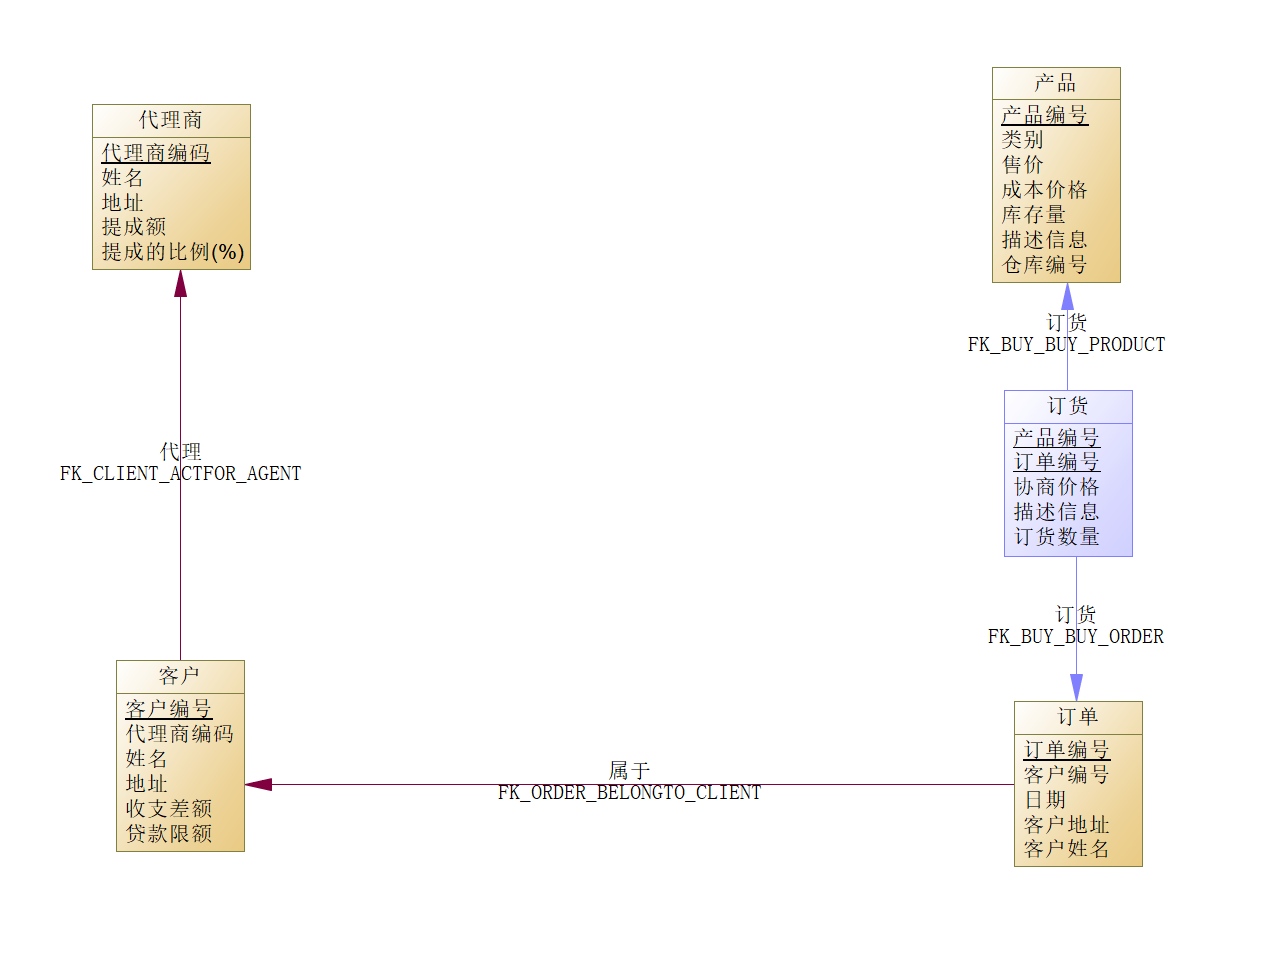 代理商
代理商编码
姓名
地址
提成额
提成的比例(%)
代理
FK_CLIENT_ACTFOR_AGENT
客户
客户编号
代理商编码
姓名
地址
收支差额
贷款限额
属于
FK_ORDER_BELONGTO_CLIENT
产品
产品编号
类别
售价
成本价格
库存量
描述信息
仓库编号
订货
FK_BUY_BUY_PRODUCT
订货
产品编号
订单编号
协商价格
描述信息
订货数量
订货
FK_BUY_BUY_ORDER
订单
订单编号
客户编号
日期
客户地址
客户姓名